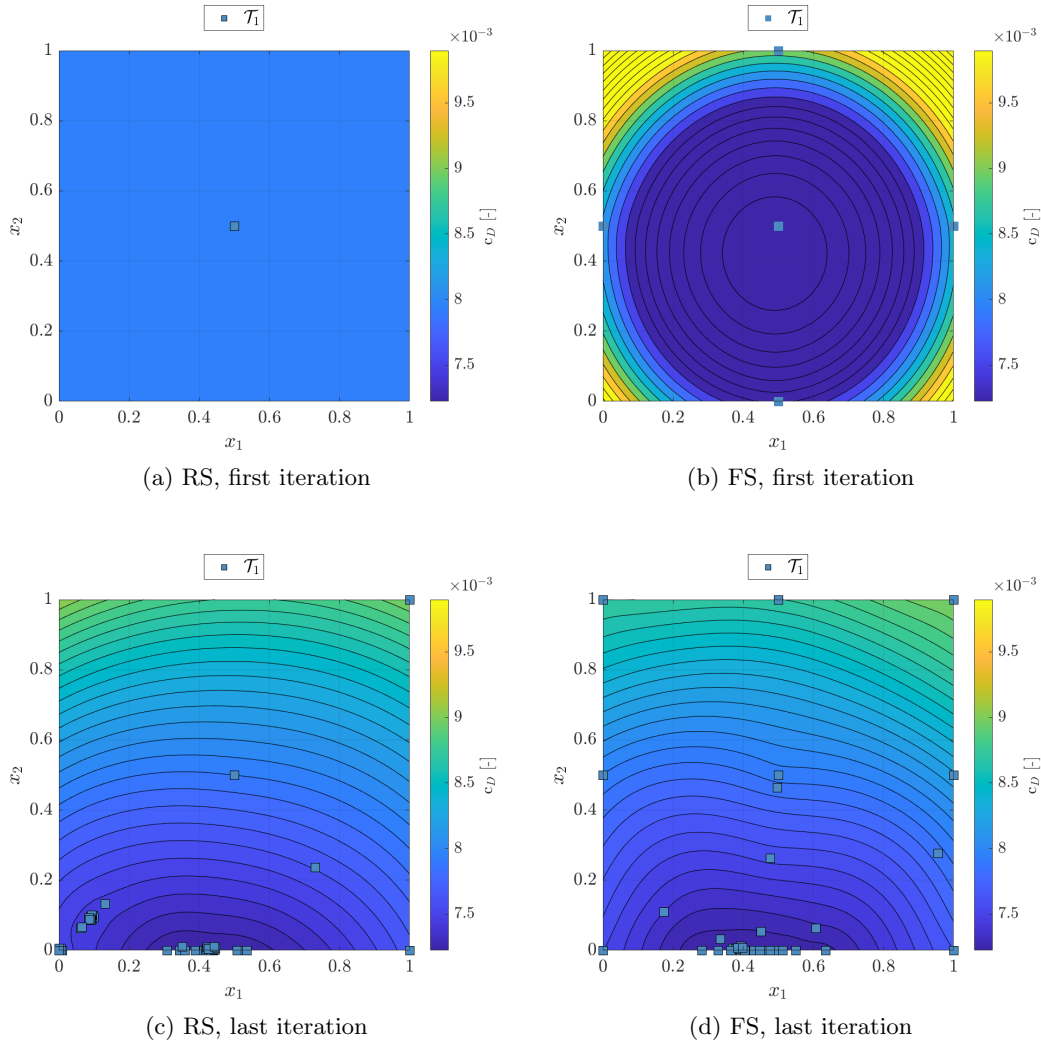 𝒯₁
×10⁻³
1
0.8
0.6
0.4
0.2
0
x₂
0 0.2 0.4 0.6 0.8 1
x₁
9.5
9
8.5
8
7.5
c_D [-]
(a) RS, first iteration
𝒯₁
×10⁻³
1
0.8
0.6
0.4
0.2
0
x₂
0 0.2 0.4 0.6 0.8 1
x₁
9.5
9
8.5
8
7.5
c_D [-]
(b) FS, first iteration
𝒯₁
×10⁻³
1
0.8
0.6
0.4
0.2
0
x₂
0 0.2 0.4 0.6 0.8 1
x₁
9.5
9
8.5
8
7.5
c_D [-]
(c) RS, last iteration
𝒯₁
×10⁻³
1
0.8
0.6
0.4
0.2
0
x₂
0 0.2 0.4 0.6 0.8 1
x₁
9.5
9
8.5
8
7.5
c_D [-]
(d) FS, last iteration